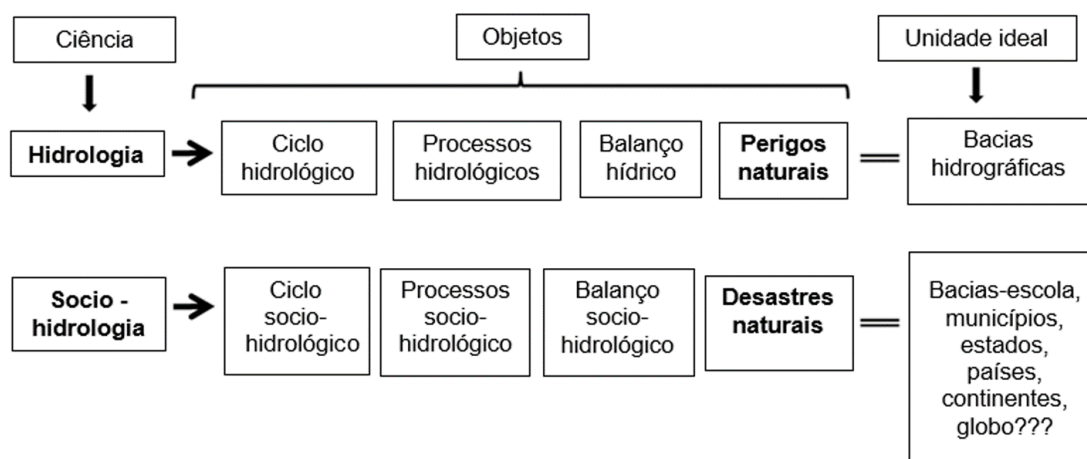 Ciência
Objetos
Unidade ideal
Hidrologia
Ciclo
hidrológico
Processos
hidrológicos
Balanço
hídrico
Perigos
naturais
Bacias
hidrográficas
Socio -
hidrologia
Ciclo
socio-
hidrológico
Processos
socio-
hidrológico
Balanço
socio-
hidrológico
Desastres
naturais
Bacias-escola,
municípios,
estados,
países,
continentes,
globo???